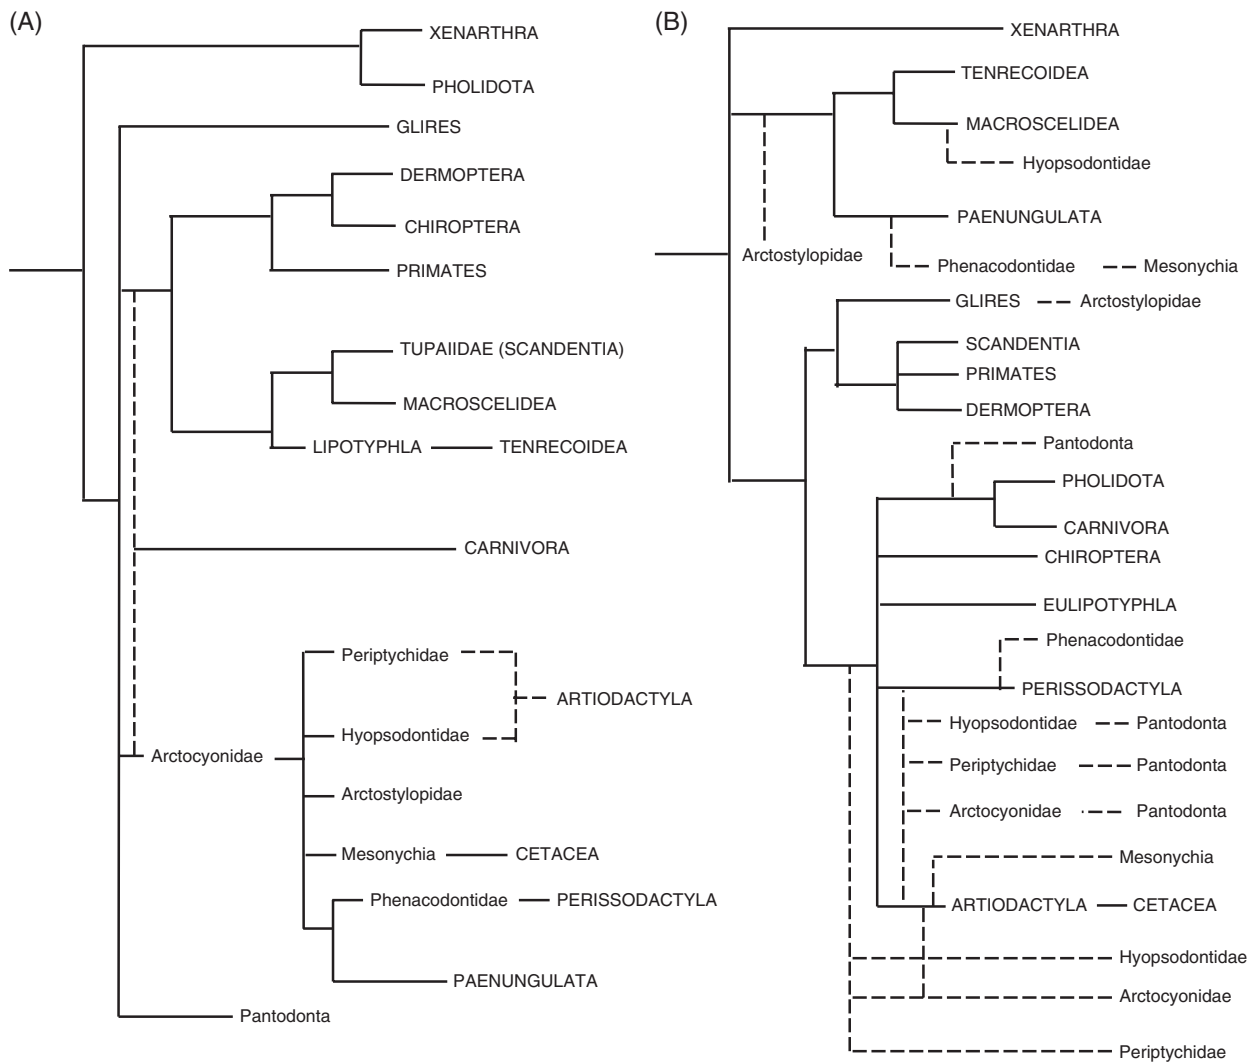 (A)
XENARTHRA
PHOLIDOTA
GLIRES
DERMOPTERA
CHIROPTERA
PRIMATES
TUPAIIDAE (SCANDENTIA)
MACROSCELIDEA
LIPOTYPHLA TENRECOIDEA
CARNIVORA
Periptychidae
ARTIODACTYLA
Hyopsodontidae
Arctocyonidae
Arctostylopidae
Mesonychia CETACEA
Phenacodontidae PERISSODACTYLA
PAENUNGULATA
Pantodonta
(B)
XENARTHRA
TENRECOIDEA
MACROSCELIDEA
Hyopsodontidae
PAENUNGULATA
Arctostylopidae
Phenacodontidae Mesonychia
GLIRES Arctostylopidae
SCANDENTIA
PRIMATES
DERMOPTERA
Pantodonta
PHOLIDOTA
CARNIVORA
CHIROPTERA
EULIPOTYPHLA
Phenacodontidae
PERISSODACTYLA
Hyopsodontidae Pantodonta
Periptychidae Pantodonta
Arctocyonidae Pantodonta
Mesonychia
ARTIODACTYLA CETACEA
Hyopsodontidae
Arctocyonidae
Periptychidae